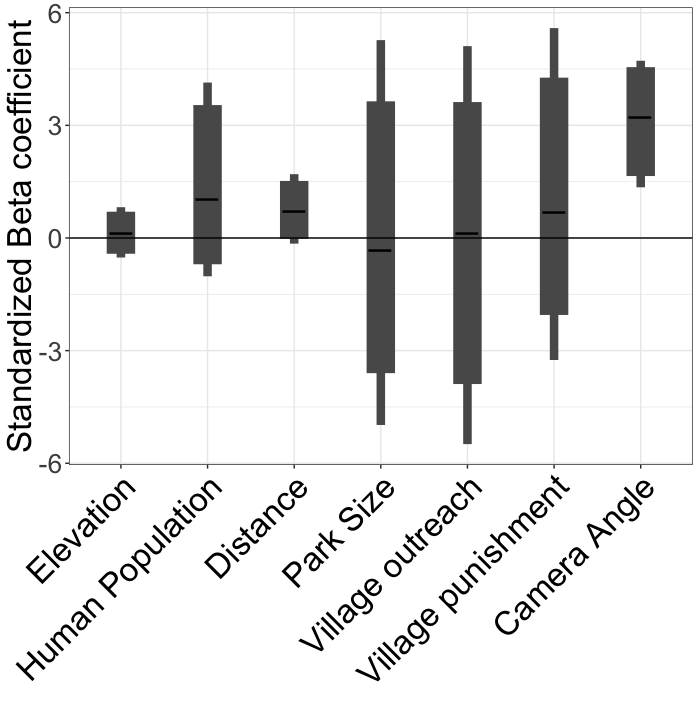 Standardized Beta coefficient
6
3
0
-3
-6
Elevation
Human Population
Distance
Park Size
Village outreach
Village punishment
Camera Angle